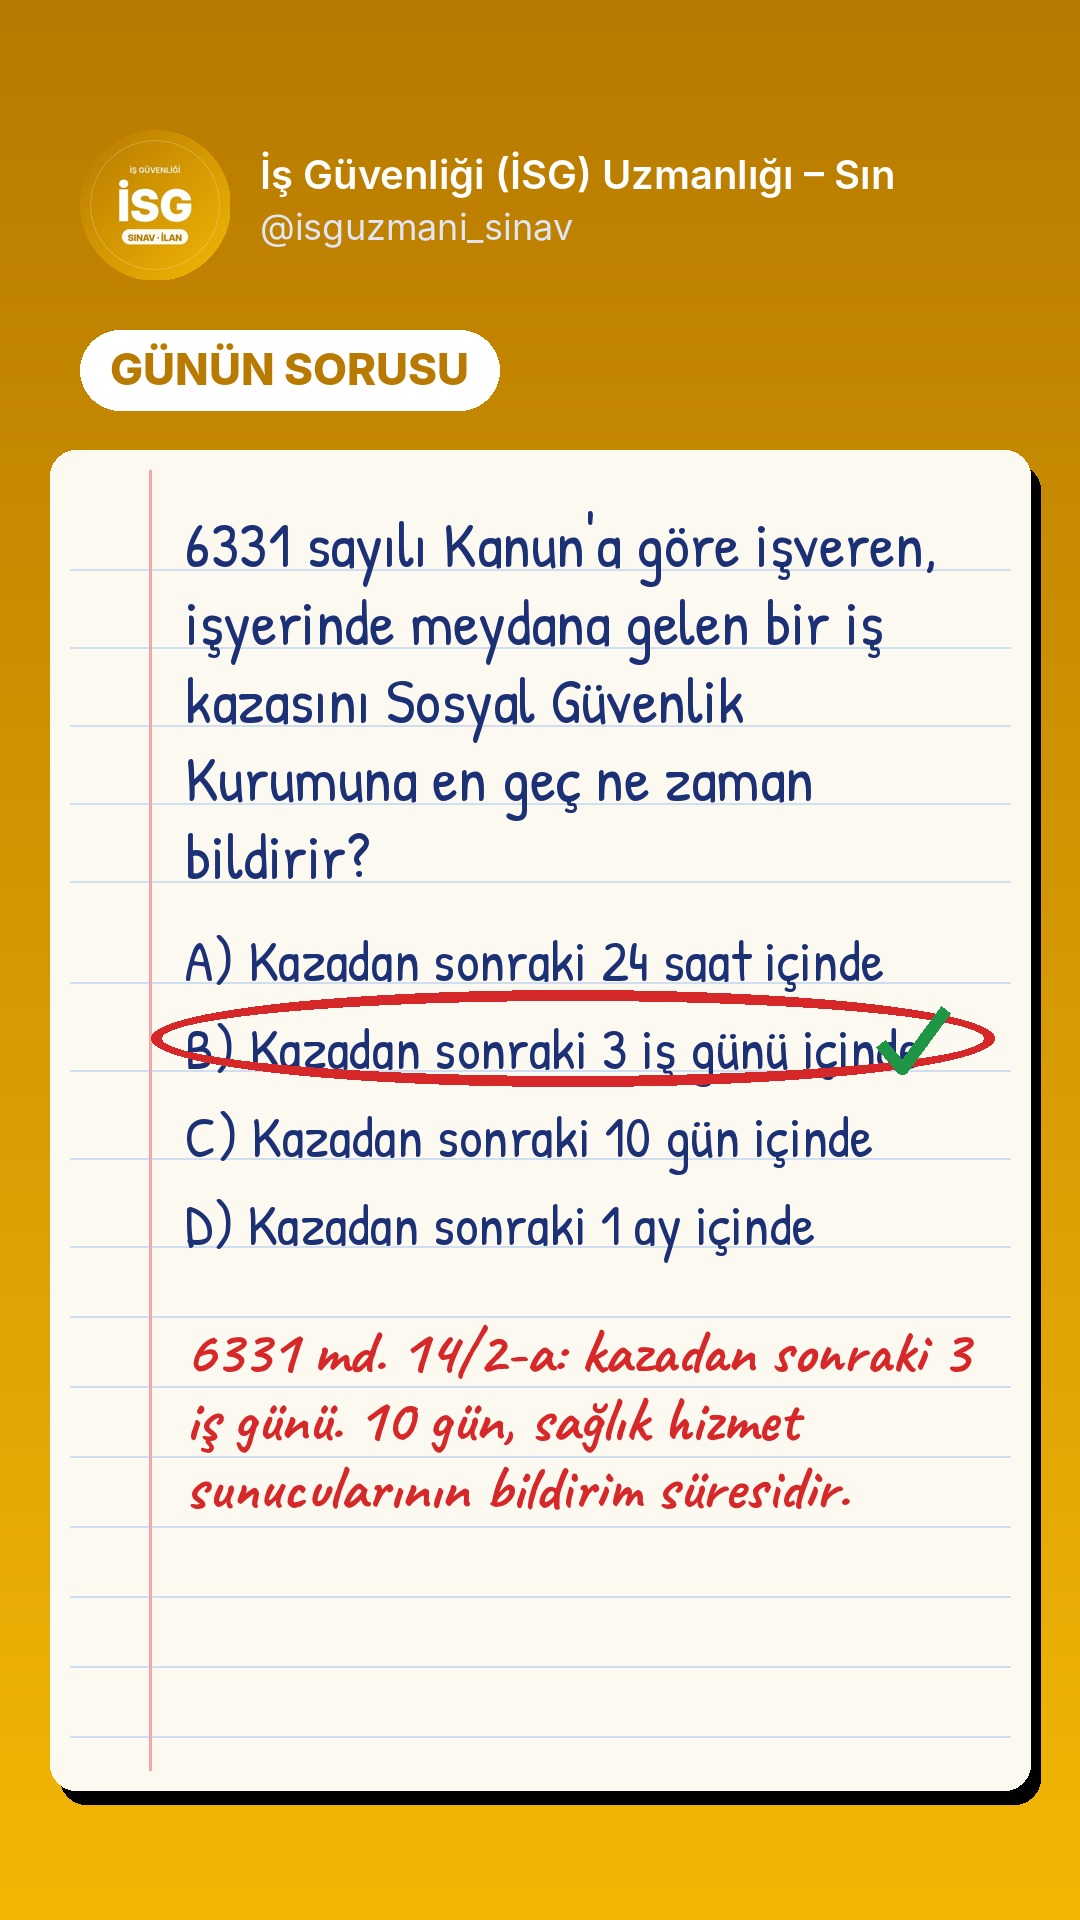 İŞ GÜVENLİĞİ
İSG
SINAV · İLAN
İş Güvenliği (İSG) Uzmanlığı – Sın
@isguzmani_sinav
GÜNÜN SORUSU
6331 sayılı Kanun'a göre işveren,
işyerinde meydana gelen bir iş
kazasını Sosyal Güvenlik
Kurumuna en geç ne zaman
bildirir?
A) Kazadan sonraki 24 saat içinde
B) Kazadan sonraki 3 iş günü içinde
C) Kazadan sonraki 10 gün içinde
D) Kazadan sonraki 1 ay içinde
6331 md. 14/2-a: kazadan sonraki 3
iş günü. 10 gün, sağlık hizmet
sunucularının bildirim süresidir.